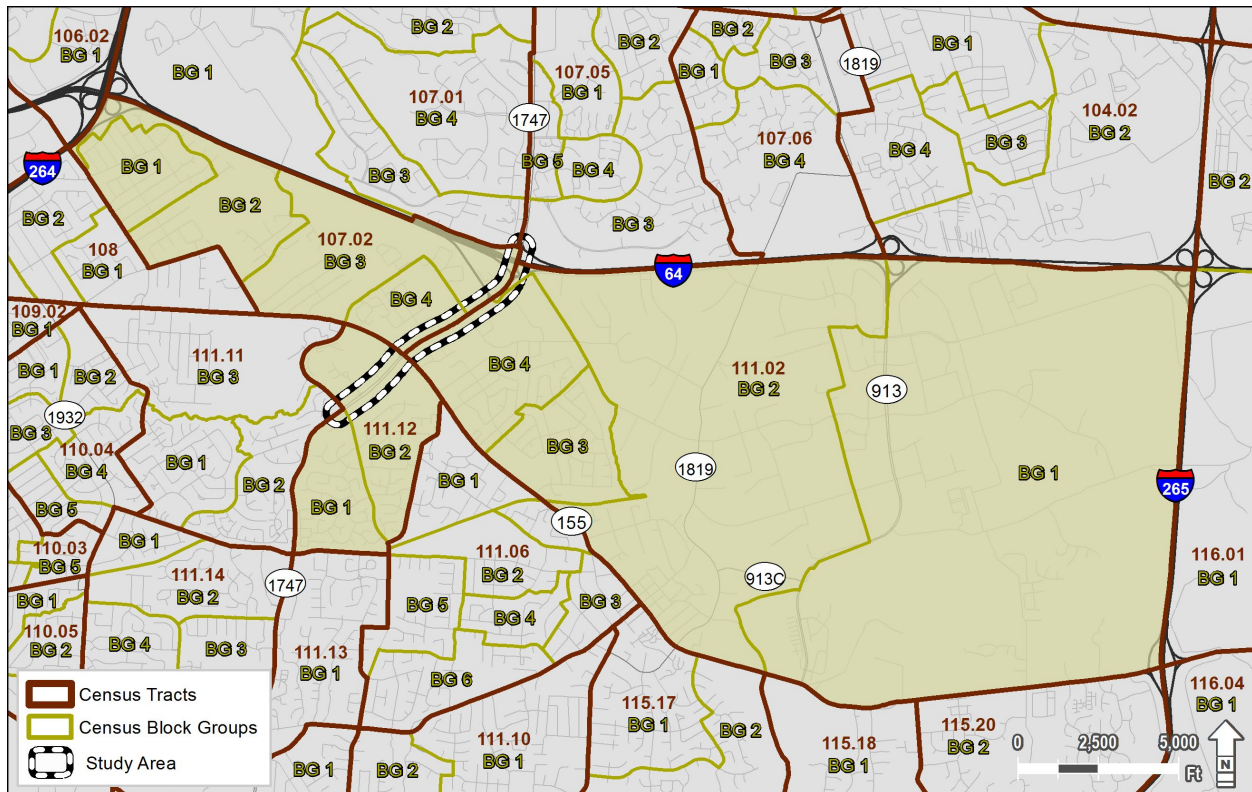 BG 2
106.02
BG 1
BG 1
BG 2
BG 2
BG 1
107.05
BG 1
BG 3
1819
BG 1
107.01
BG 4
1747
104.02
BG 2
107.06
BG 4
BG 4
BG 3
BG 2
264
BG 1
BG 3
BG 5
BG 4
BG 2
BG 2
107.02
BG 3
BG 3
108
BG 1
64
BG 4
109.02
BG 1
BG 1
BG 2
111.11
BG 3
BG 4
111.02
BG 2
913
1932
BG 3
110.04
BG 4
111.12
BG 2
BG 3
BG 1
BG 2
BG 1
1819
BG 1
265
BG 5
BG 1
155
110.03
BG 5
BG 1
111.06
BG 2
913C
116.01
BG 1
111.14
BG 2
1747
BG 1
BG 5
BG 4
BG 3
110.05
BG 2
BG 4
BG 3
111.13
BG 1
BG 6
116.04
BG 1
Census Tracts
Census Block Groups
Study Area
115.17
BG 1
BG 2
115.20
BG 2
111.10
BG 1
115.18
BG 1
BG 1
BG 2
0 2,500 5,000
Ft
N